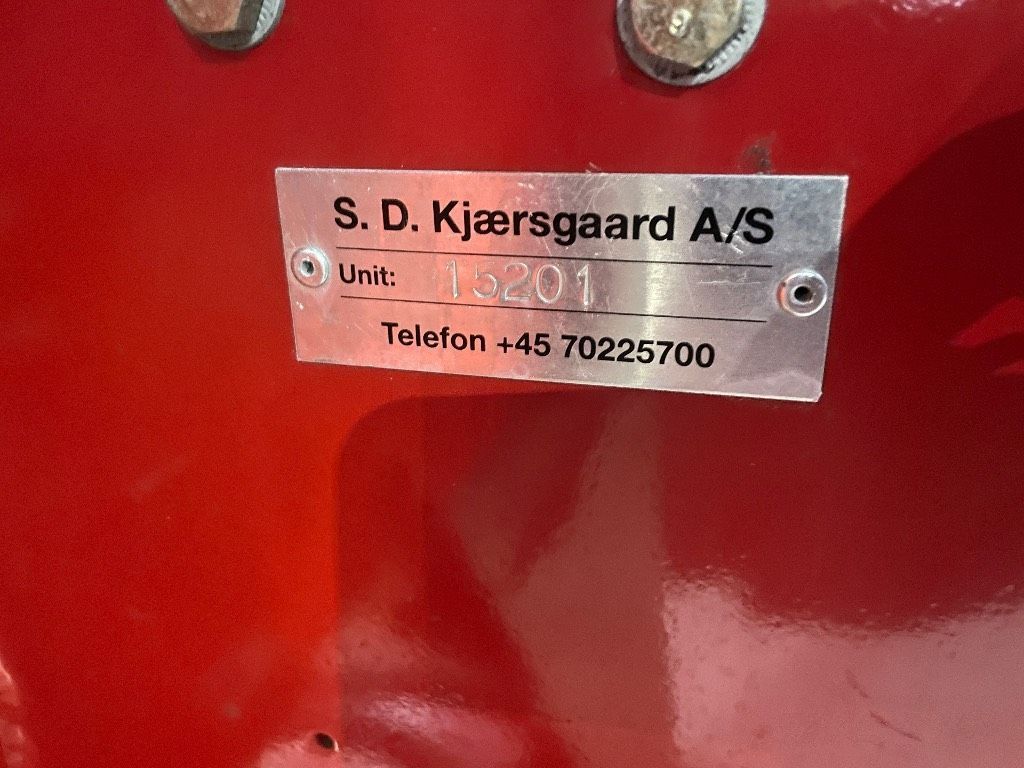 S. D. Kjærsgaard A/S
Unit: 15201
Telefon +45 70225700